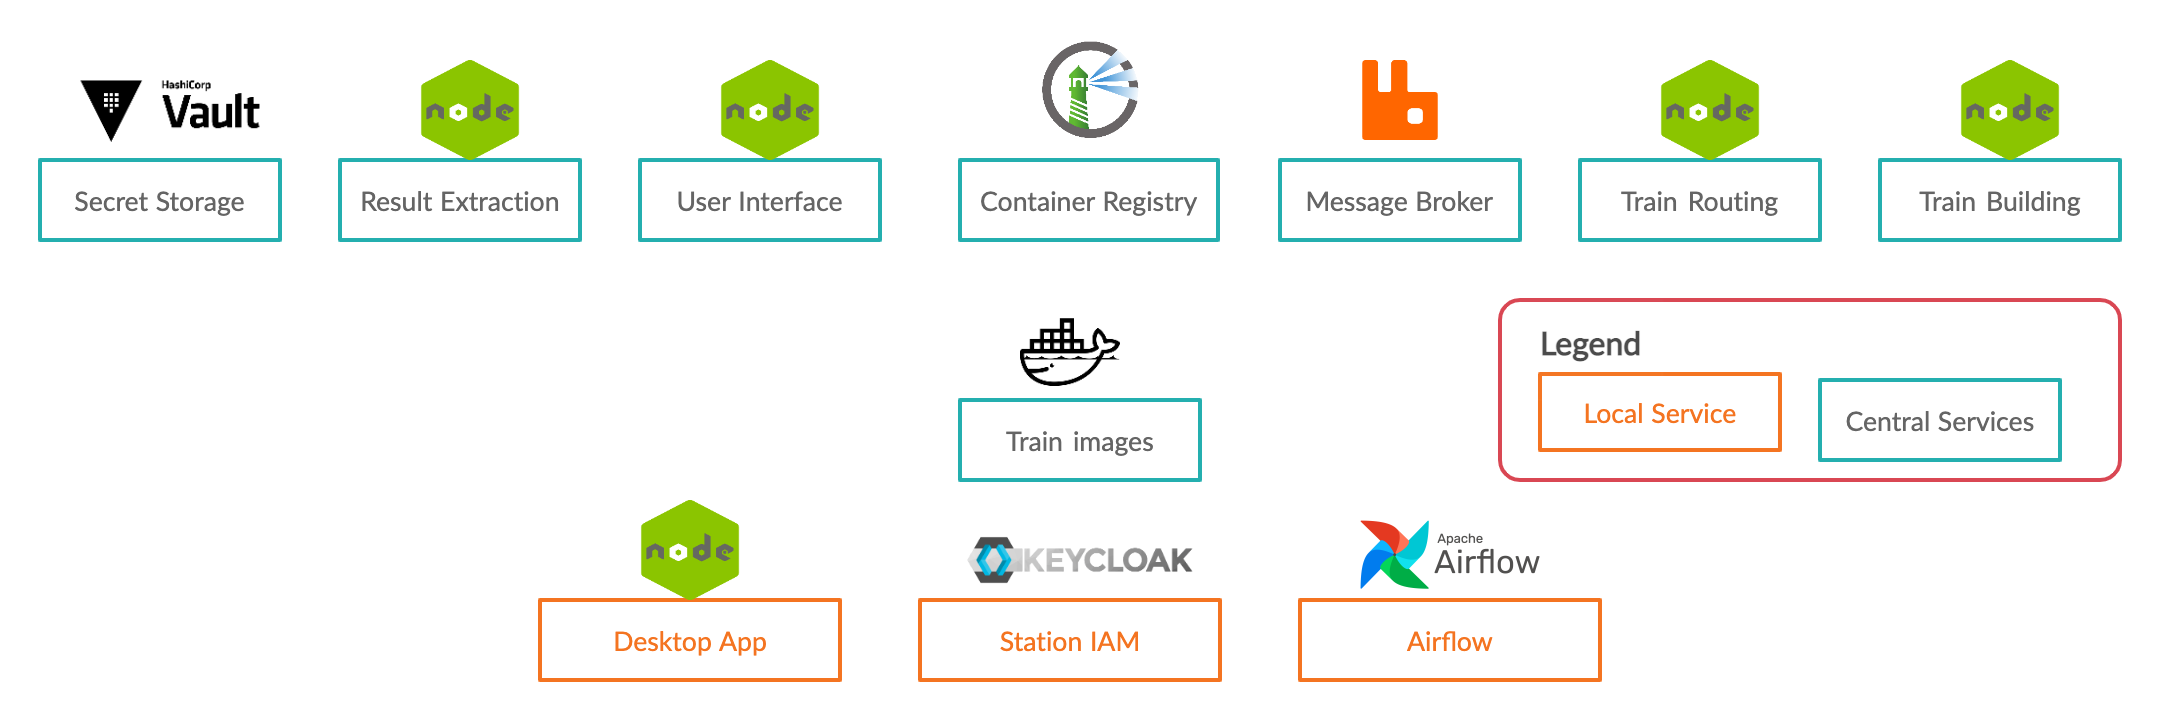 HashiCorp
Vault
node
node
node
node
Secret Storage
Result Extraction
User Interface
Container Registry
Message Broker
Train Routing
Train Building
Legend
Local Service
Central Services
Train images
node
KEYCLOAK
Apache
Airflow
Desktop App
Station IAM
Airflow